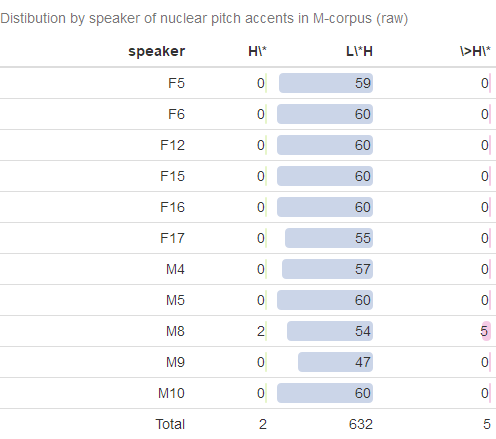 Distibution by speaker of nuclear pitch accents in M-corpus (raw)
speaker H\* L\*H \>H\*
F5 0 59 0
F6 0 60 0
F12 0 60 0
F15 0 60 0
F16 0 60 0
F17 0 55 0
M4 0 57 0
M5 0 60 0
M8 2 54 5
M9 0 47 0
M10 0 60 0
Total 2 632 5